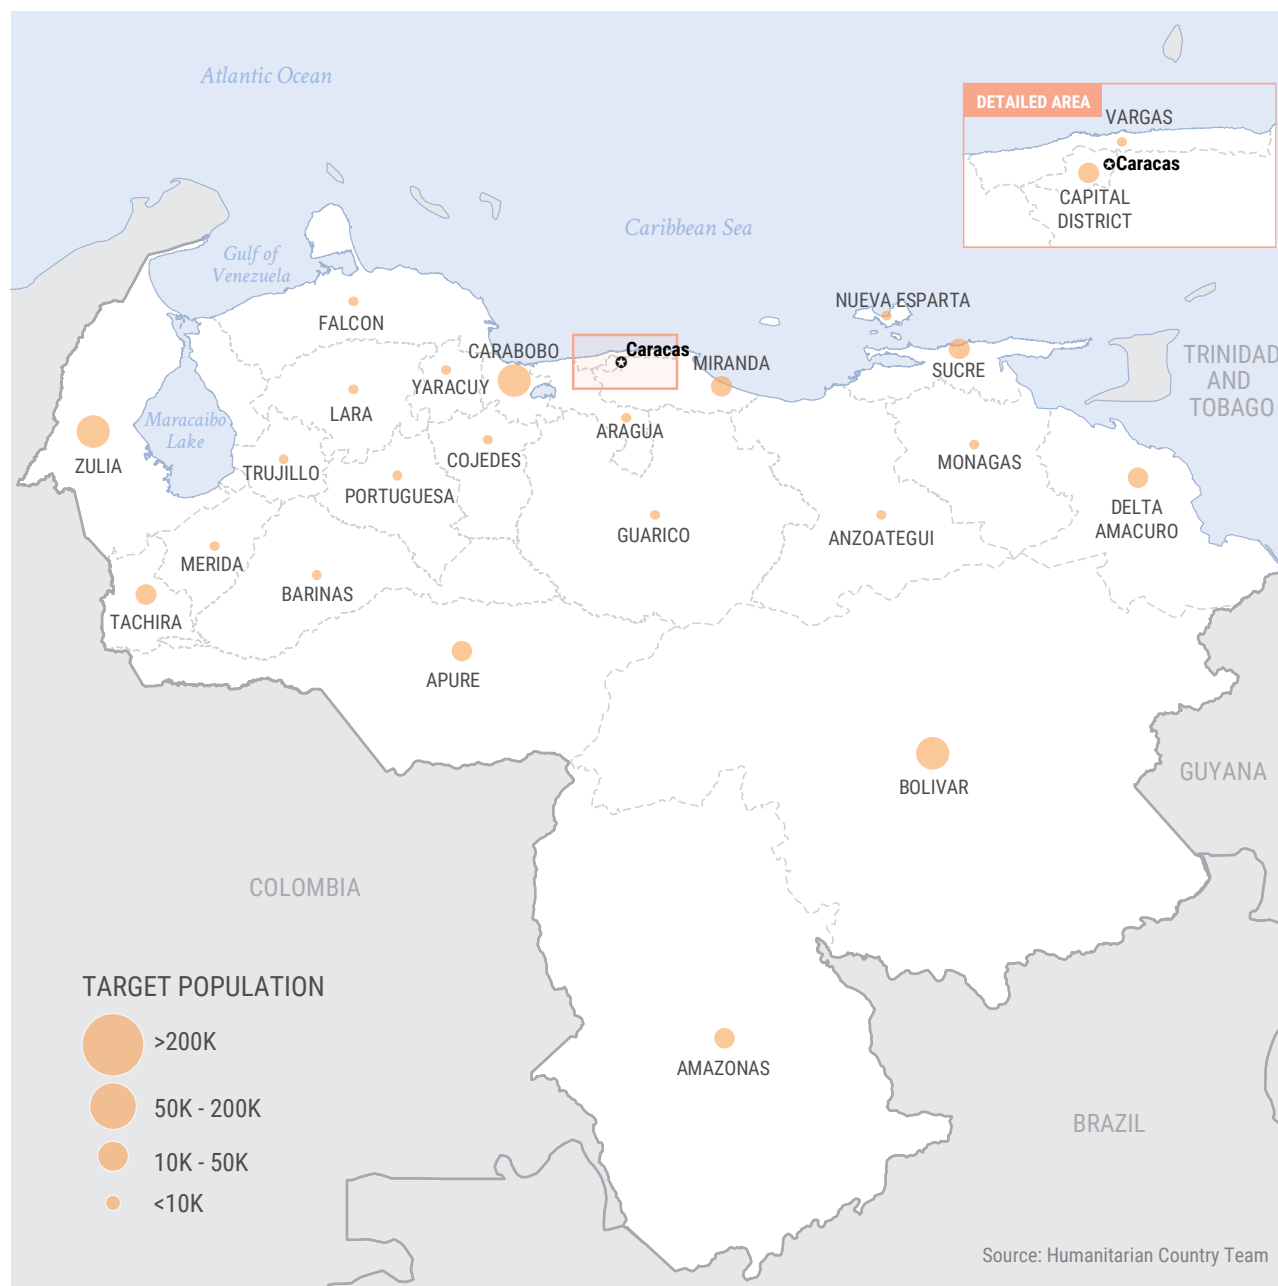 Atlantic Ocean
DETAILED AREA
VARGAS
Caracas
CAPITAL
DISTRICT
Caribbean Sea
Gulf of
Venezuela
NUEVA ESPARTA
FALCON
CARABOBO
Caracas
MIRANDA
SUCRE
TRINIDAD
AND
TOBAGO
YARACUY
LARA
Maracaibo
Lake
ARAGUA
ZULIA
TRUJILLO
COJEDES
MONAGAS
PORTUGUESA
DELTA
AMACURO
GUARICO
ANZOATEGUI
MERIDA
BARINAS
TACHIRA
APURE
GUYANA
BOLIVAR
COLOMBIA
TARGET POPULATION
>200K
50K - 200K
10K - 50K
<10K
AMAZONAS
BRAZIL
Source: Humanitarian Country Team